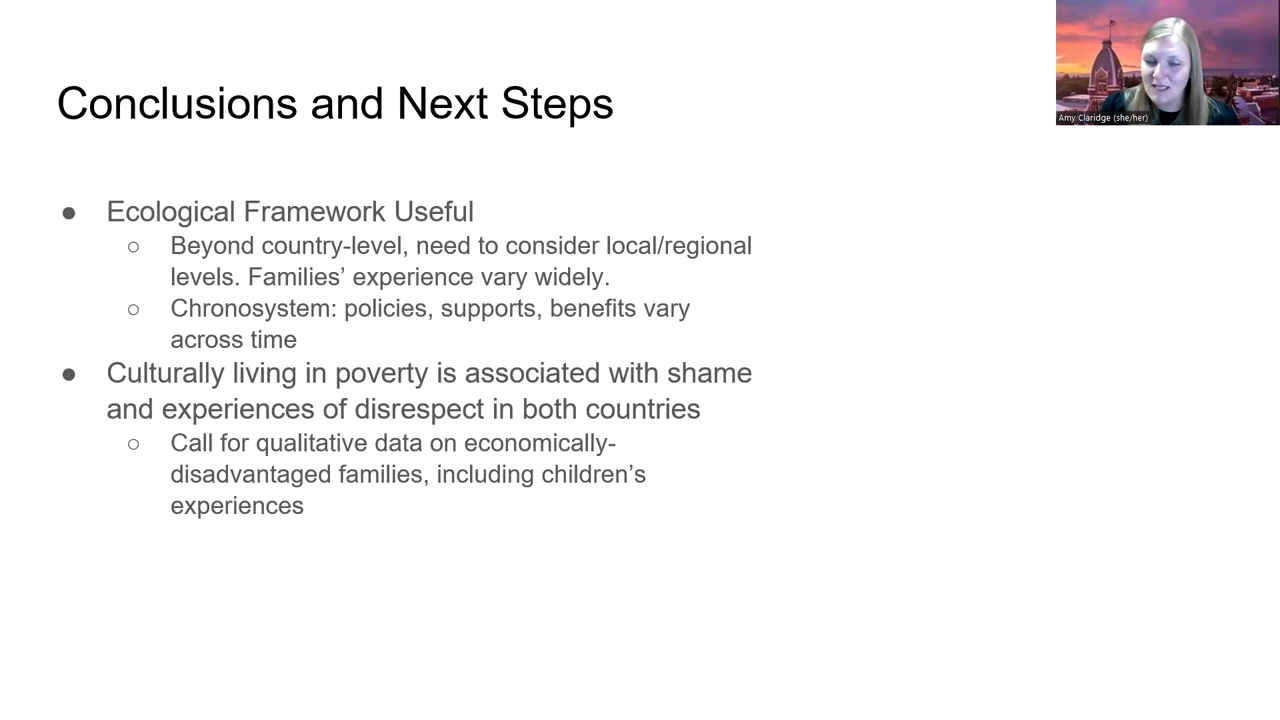 Conclusions and Next Steps
Amy Claridge (she/her)
● Ecological Framework Useful
○ Beyond country-level, need to consider local/regional
levels. Families’ experience vary widely.
○ Chronosystem: policies, supports, benefits vary
across time
● Culturally living in poverty is associated with shame
and experiences of disrespect in both countries
○ Call for qualitative data on economically-
disadvantaged families, including children’s
experiences